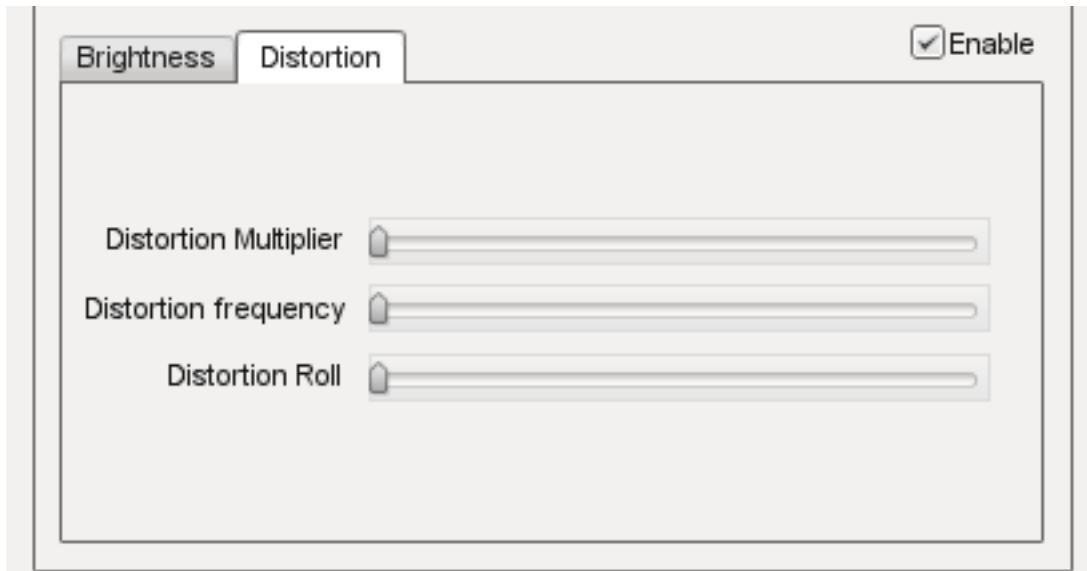 Brightness Distortion Enable
Distortion Multiplier
Distortion frequency
Distortion Roll